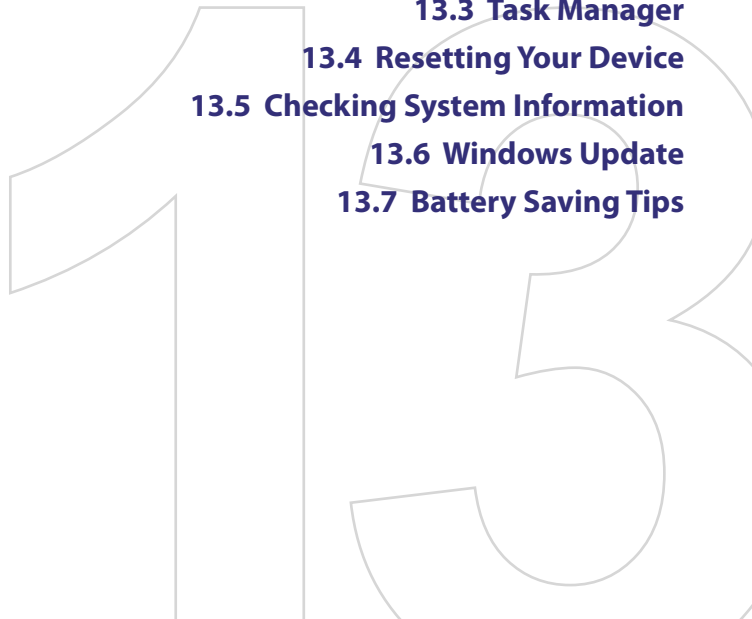 13.3 Task Manager
13.4 Resetting Your Device
13.5 Checking System Information
13.6 Windows Update
13.7 Battery Saving Tips
13